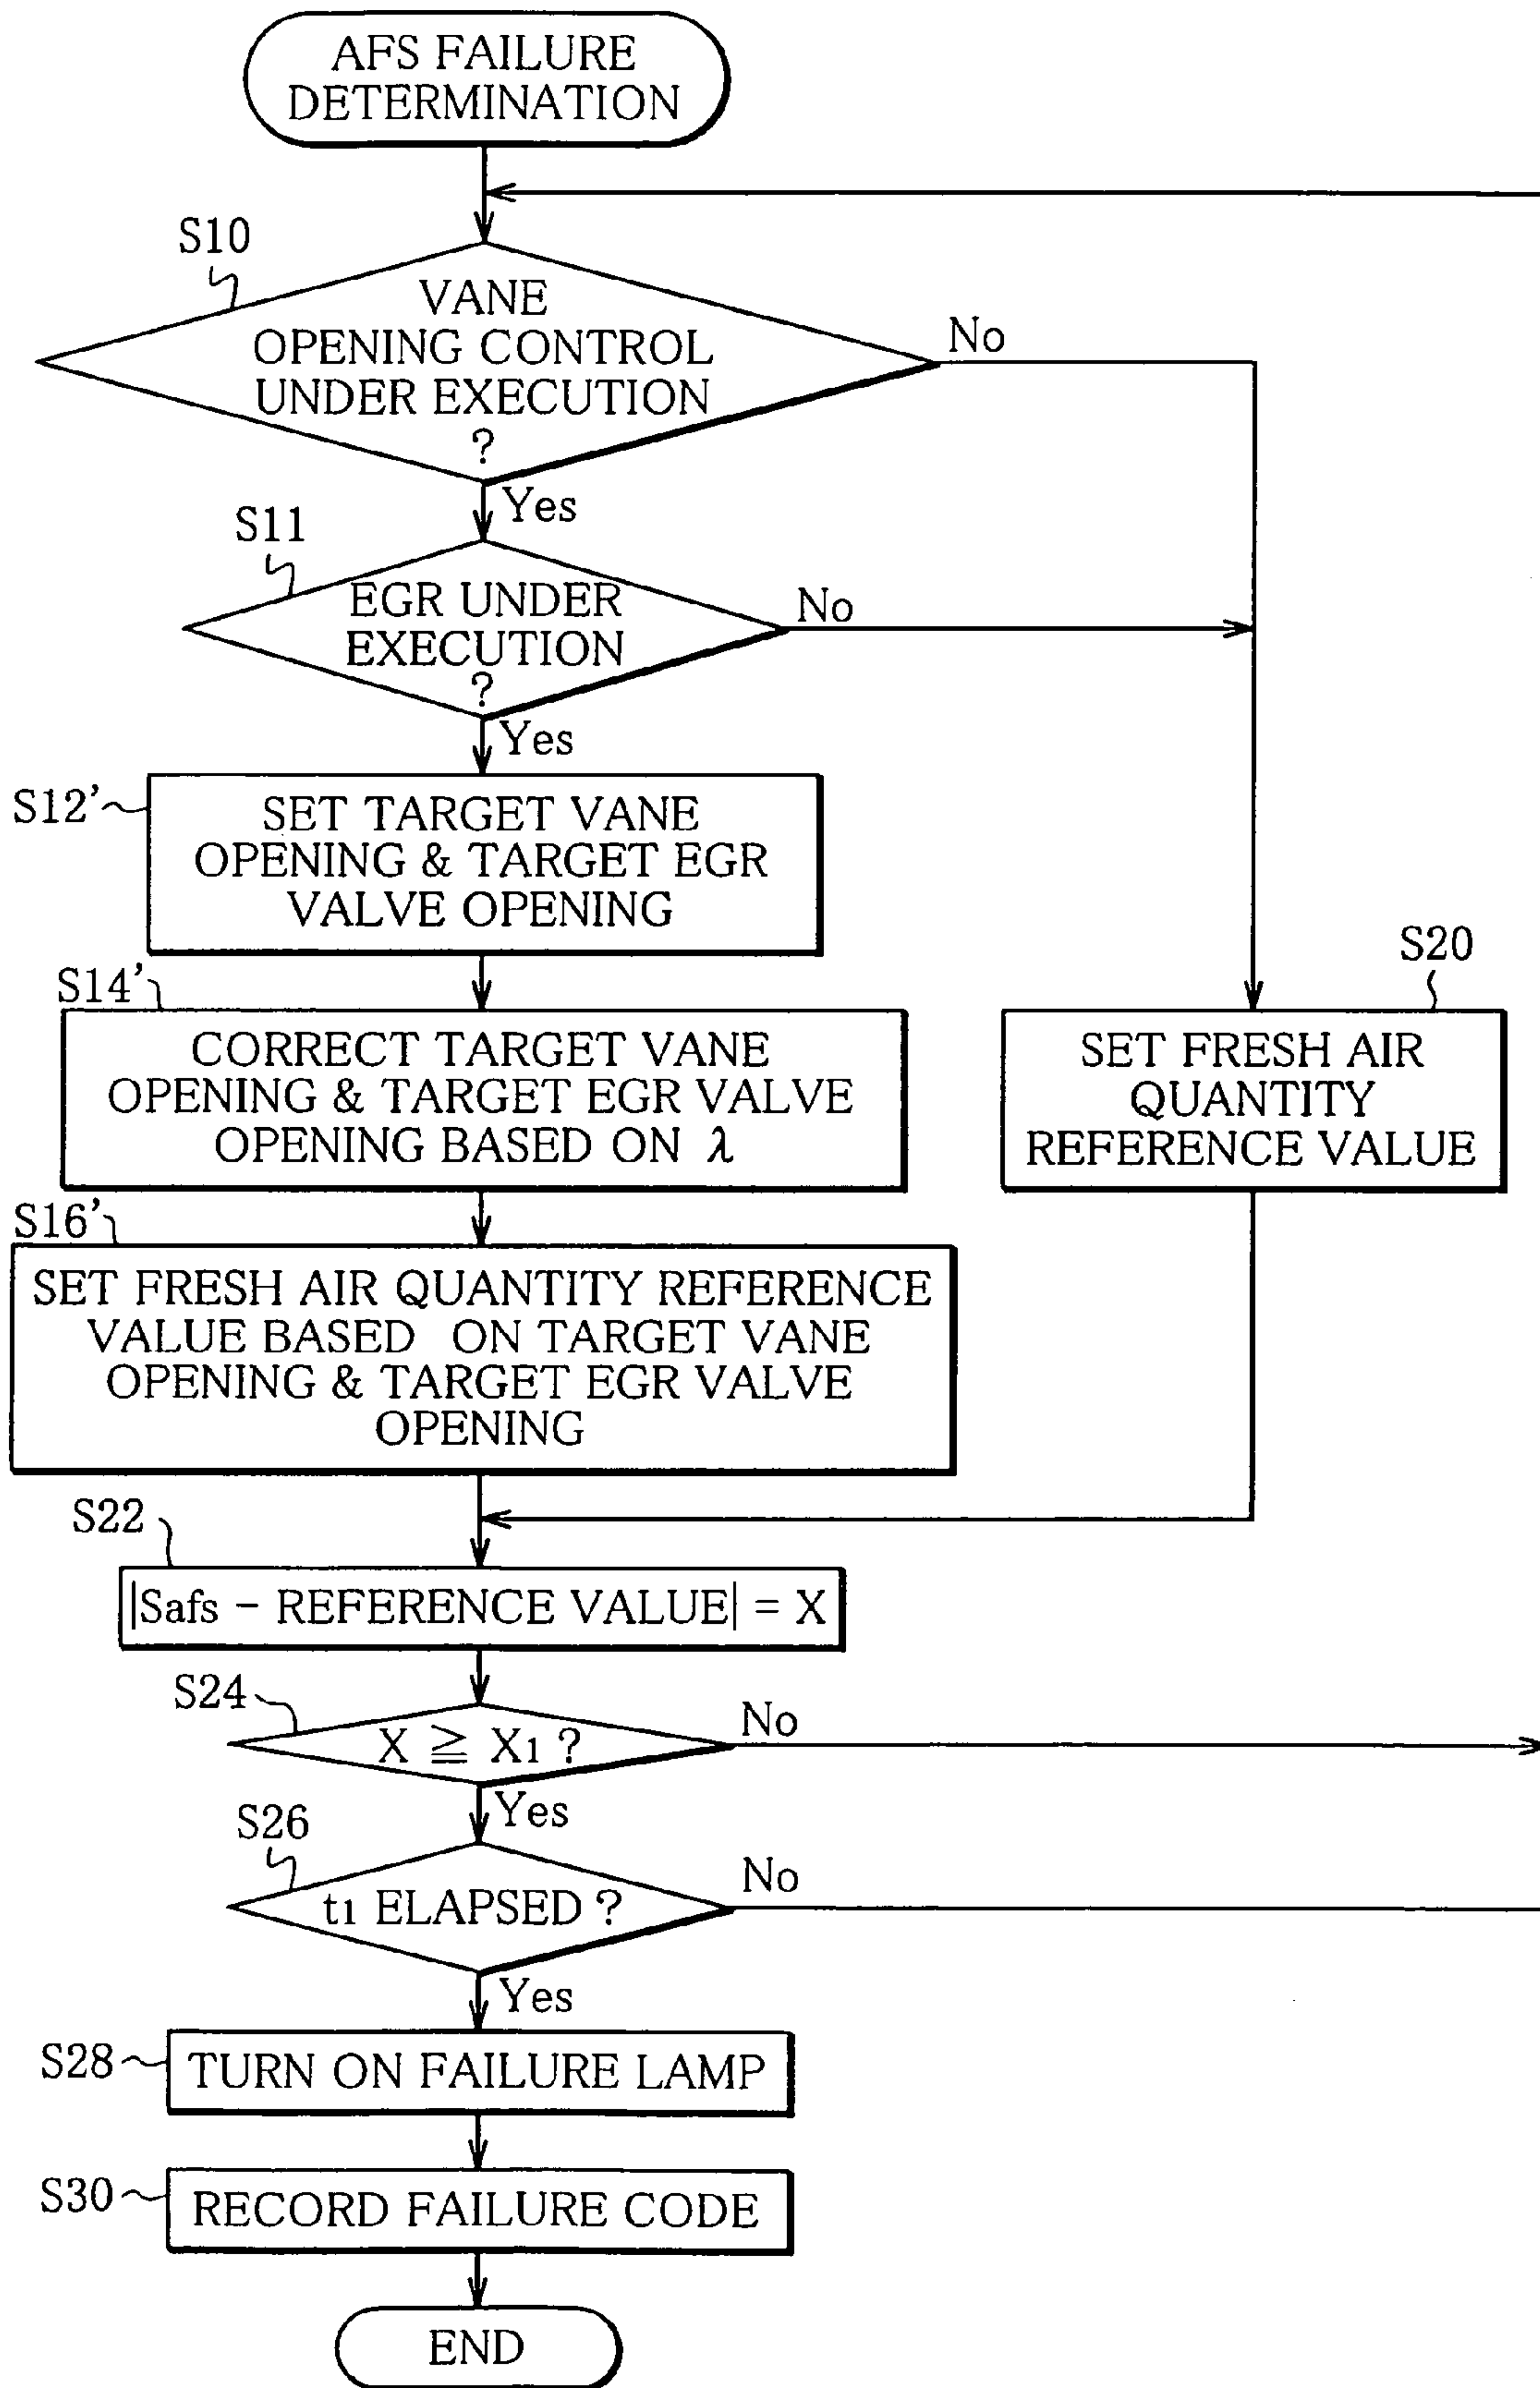 AFS FAILURE
DETERMINATION
S10
VANE
OPENING CONTROL
UNDER EXECUTION
?
No
Yes
S11
EGR UNDER
EXECUTION
?
No
Yes
S12'
SET TARGET VANE
OPENING & TARGET EGR
VALVE OPENING
S14'
CORRECT TARGET VANE
OPENING & TARGET EGR VALVE
OPENING BASED ON λ
S20
SET FRESH AIR
QUANTITY
REFERENCE VALUE
S16'
SET FRESH AIR QUANTITY REFERENCE
VALUE BASED ON TARGET VANE
OPENING & TARGET EGR VALVE
OPENING
S22
|Safs - REFERENCE VALUE| = X
S24
X ≧ X1 ?
No
Yes
S26
t1 ELAPSED ?
No
Yes
S28
TURN ON FAILURE LAMP
S30
RECORD FAILURE CODE
END